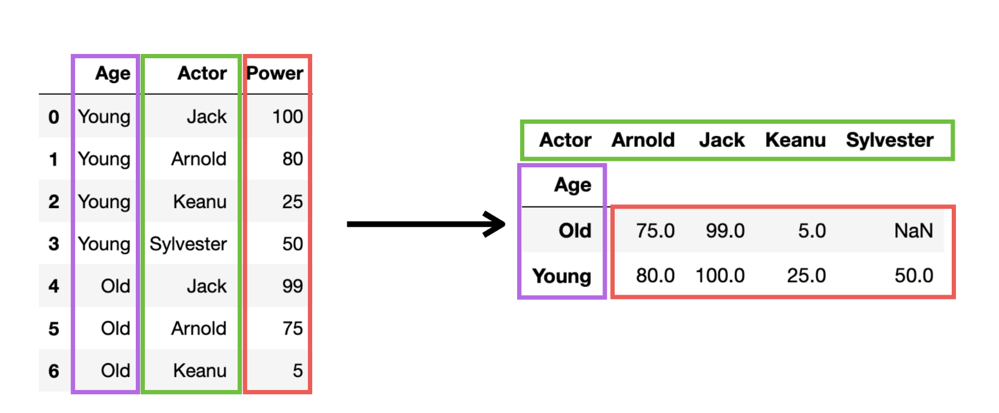 Age Actor Power
0 Young Jack 100
1 Young Arnold 80
2 Young Keanu 25
3 Young Sylvester 50
4 Old Jack 99
5 Old Arnold 75
6 Old Keanu 5
Actor Arnold Jack Keanu Sylvester
Age
Old 75.0 99.0 5.0 NaN
Young 80.0 100.0 25.0 50.0